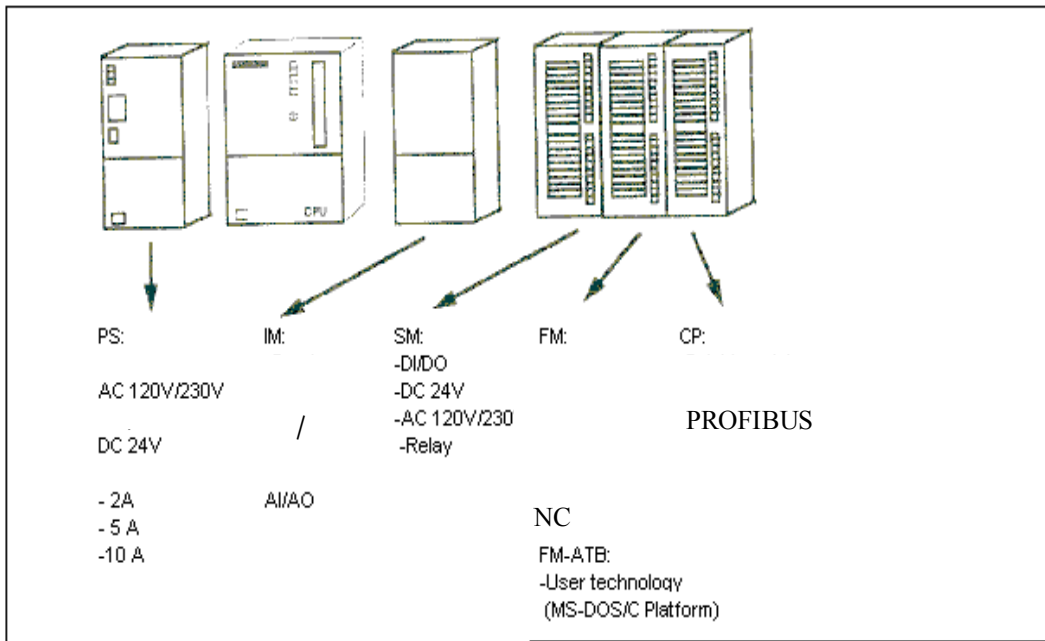 CPU
PS:
AC 120V/230V
DC 24V
- 2A
- 5 A
-10 A
IM:
/
AI/AO
SM:
-DI/DO
-DC 24V
-AC 120V/230
-Relay
FM:
NC
FM-ATB:
-User technology
(MS-DOS/C Platform)
CP:
PROFIBUS